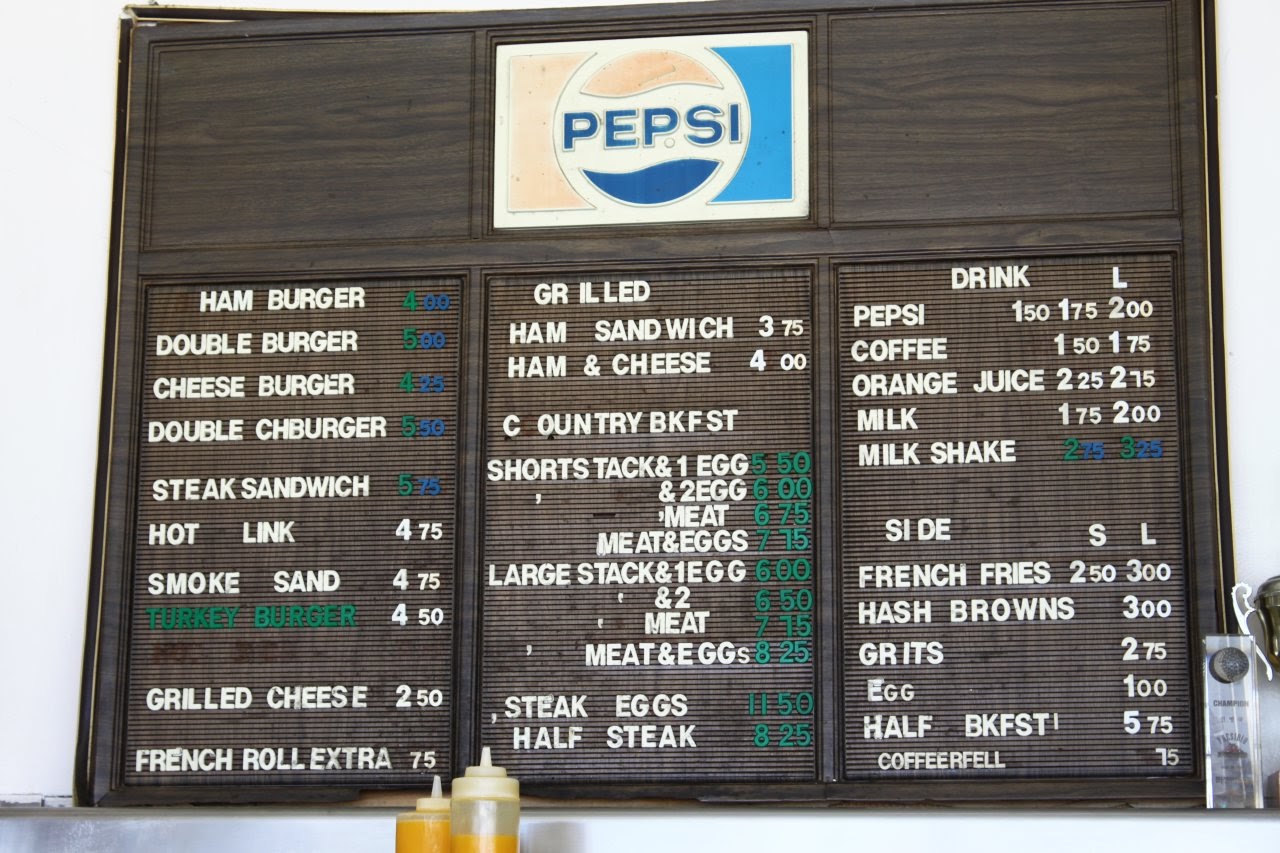 PEPSI
HAM BURGER 4 00
DOUBLE BURGER 5 00
CHEESE BURGER 4 25
DOUBLE CHBURGER 5 50
STEAK SANDWICH 5 75
HOT LINK 4 75
SMOKE SAND 4 75
TURKEY BURGER 4 50
GRILLED CHEESE 2 50
FRENCH ROLL EXTRA 75
GR ILLED
HAM SANDWICH 3 75
HAM & CHEESE 4 00
C OUNTRY BKFST
SHORTSTACK& 1 EGG 5 50
, & 2EGG 6 00
'MEAT 6 75
MEAT&EGGS 7 15
LARGE STACK&1EGG 6 00
' &2 6 50
' MEAT 7 15
, MEAT&EGGs 8 25
, STEAK EGGS 11 50
HALF STEAK 8 25
DRINK L
PEPSI 1 50 1 75 2 00
COFFEE 1 50 1 75
ORANGE JUICE 2 25 2 15
MILK 1 75 2 00
MILK SHAKE 2 75 3 25
SIDE S L
FRENCH FRIES 2 50 3 00
HASH BROWNS 3 00
GRITS 2 75
EGG 1 00
HALF BKFST 5 75
COFFEERFELL 15
CHAMPION